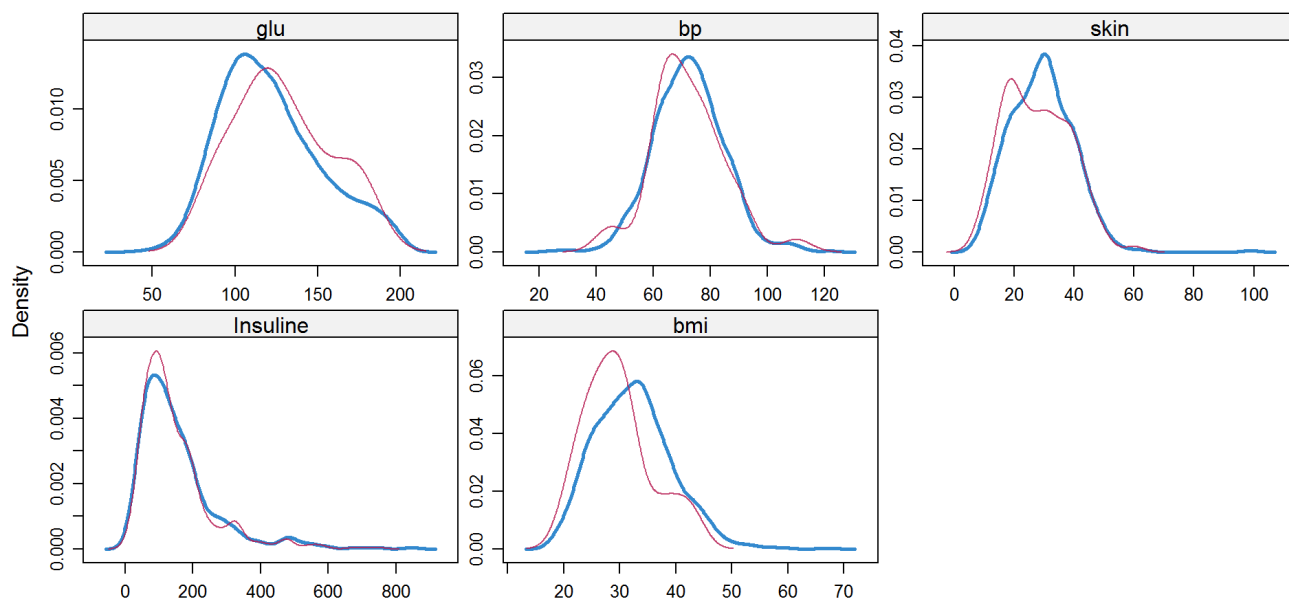 glu
bp
skin
0.000 0.005 0.010
50 100 150 200
0.00 0.01 0.02 0.03
20 40 60 80 100 120
0.00 0.01 0.02 0.03 0.04
0 20 40 60 80 100
Density
Insuline
bmi
0.000 0.002 0.004 0.006
0 200 400 600 800
0.00 0.02 0.04 0.06
20 30 40 50 60 70